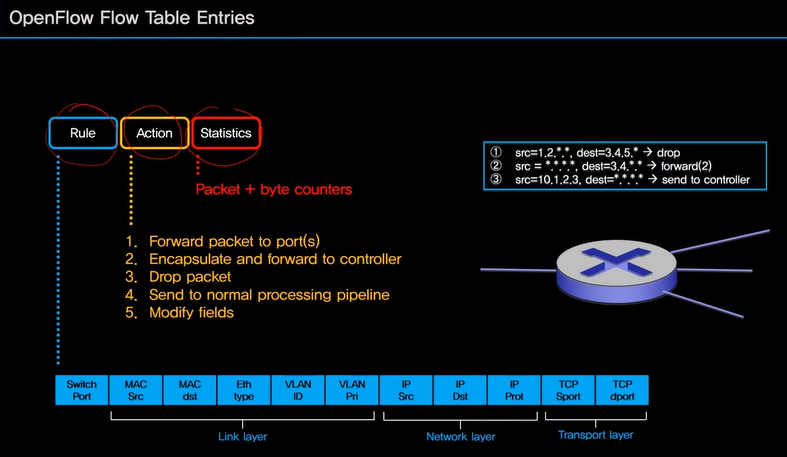 OpenFlow Flow Table Entries
Rule
Action
Statistics
Packet + byte counters
① src=1.2.*.*, dest=3.4.5.* → drop
② src = *.*.*.*, dest=3.4.*.* → forward(2)
③ src=10.1.2.3, dest=*.*.*.* → send to controller
1. Forward packet to port(s)
2. Encapsulate and forward to controller
3. Drop packet
4. Send to normal processing pipeline
5. Modify fields
Switch Port
MAC Src
MAC dst
Eth type
VLAN ID
VLAN Pri
IP Src
IP Dst
IP Prot
TCP Sport
TCP dport
Link layer
Network layer
Transport layer